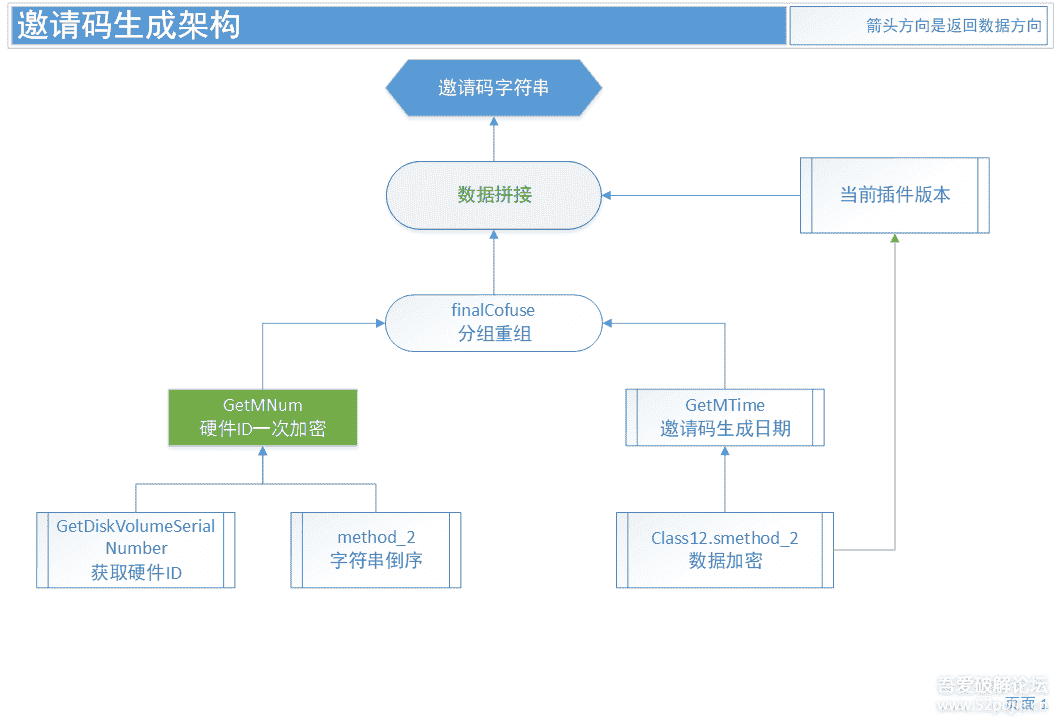 邀请码生成架构
箭头方向是返回数据方向
邀请码字符串
数据拼接
当前插件版本
finalCofuse
分组重组
GetMNum
硬件ID一次加密
GetMTime
邀请码生成日期
GetDiskVolumeSerial
Number
获取硬件ID
method_2
字符串倒序
Class12.smethod_2
数据加密
吾爱破解论坛
页面 1